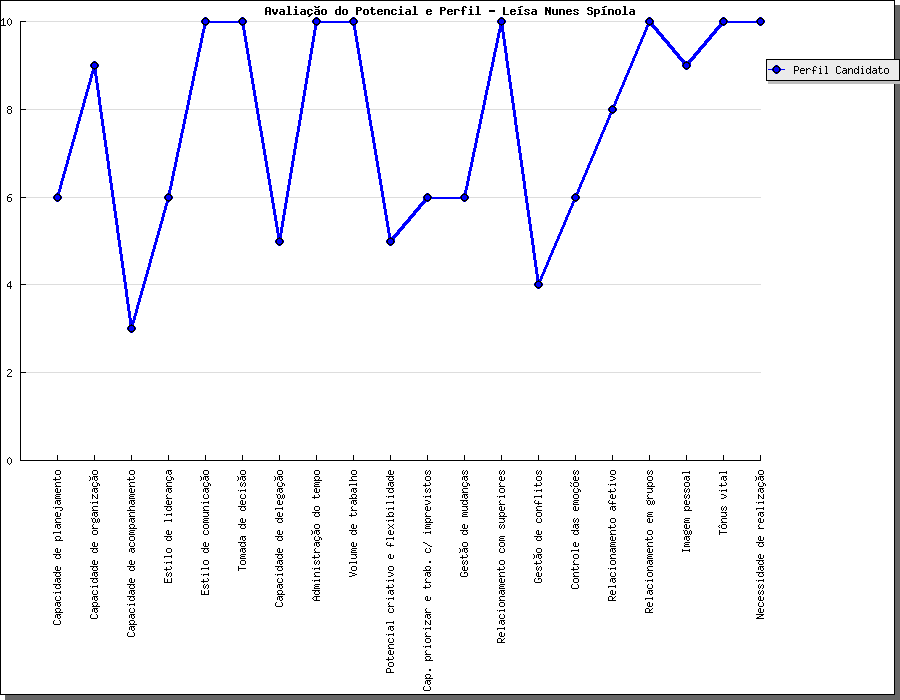 Avaliação do Potencial e Perfil - Leísa Nunes Spínola
10
8
6
4
2
0
Perfil Candidato
Capacidade de planejamento
Capacidade de organização
Capacidade de acompanhamento
Estilo de liderança
Estilo de comunicação
Tomada de decisão
Capacidade de delegação
Administração do tempo
Volume de trabalho
Potencial criativo e flexibilidade
Cap. priorizar e trab. c/ imprevistos
Gestão de mudanças
Relacionamento com superiores
Gestão de conflitos
Controle das emoções
Relacionamento afetivo
Relacionamento em grupos
Imagem pessoal
Tônus vital
Necessidade de realização